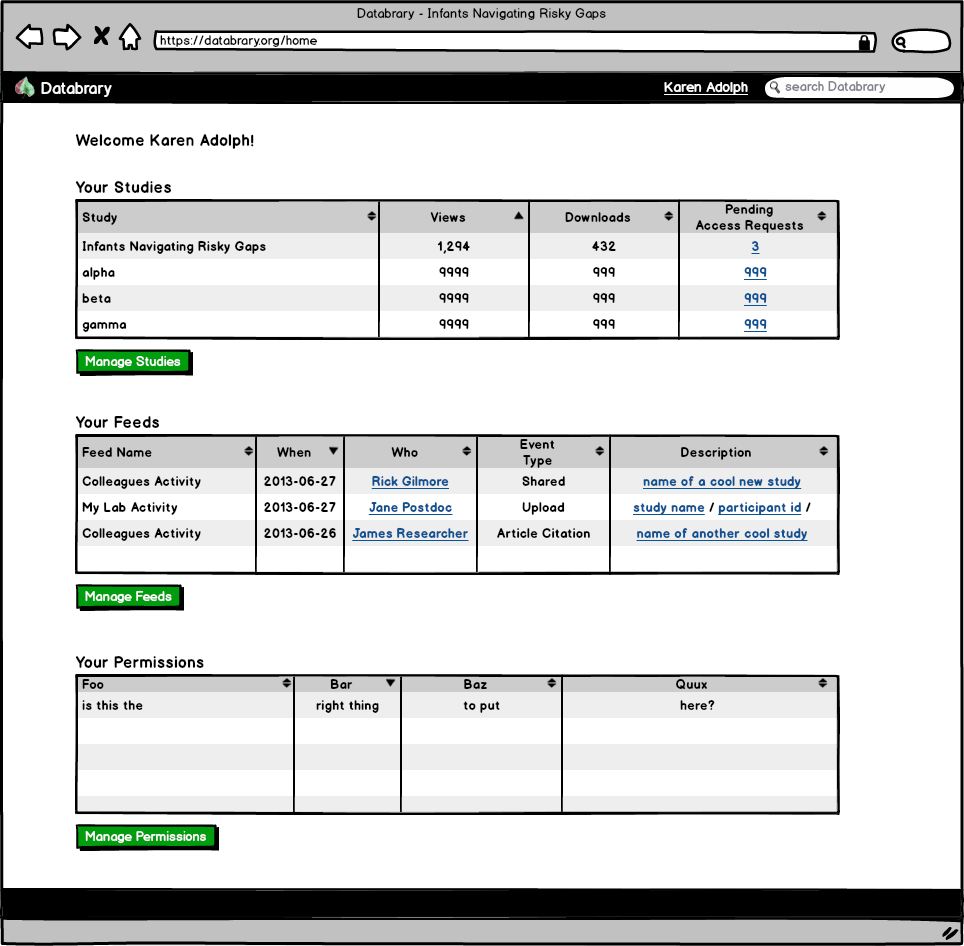 Databrary - Infants Navigating Risky Gaps
https://databrary.org/home
Databrary Karen Adolph search Databrary
Welcome Karen Adolph!
Your Studies
Study Views Downloads Pending Access Requests
Infants Navigating Risky Gaps 1,294 432 3
alpha 9999 999 999
beta 9999 999 999
gamma 9999 999 999
Manage Studies
Your Feeds
Feed Name When Who Event Type Description
Colleagues Activity 2013-06-27 Rick Gilmore Shared name of a cool new study
My Lab Activity 2013-06-27 Jane Postdoc Upload study name / participant id /
Colleagues Activity 2013-06-26 James Researcher Article Citation name of another cool study
Manage Feeds
Your Permissions
Foo Bar Baz Quux
is this the right thing to put here?
Manage Permissions